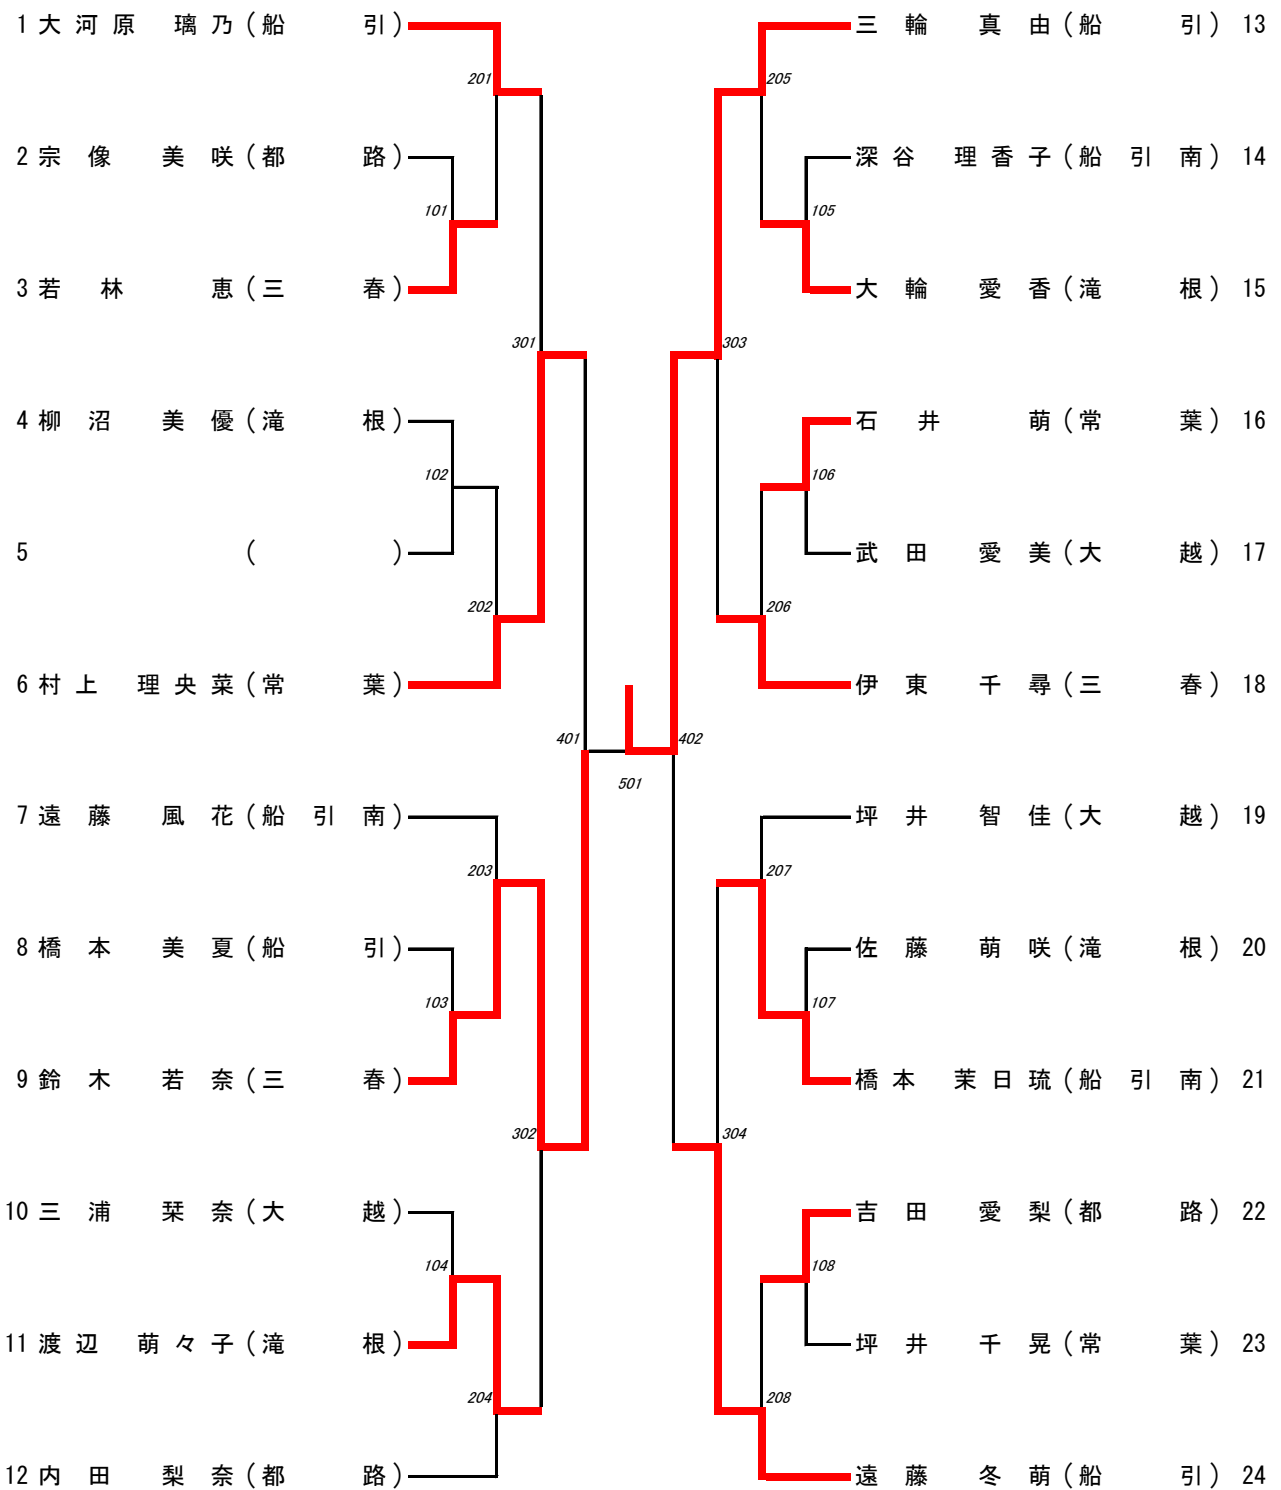 1 大河原 璃乃(船 引)
201
2 宗像 美咲(都 路)
101
3 若林 恵(三 春)
301
4 柳沼 美優(滝 根)
102
5 ( )
202
6 村上 理央菜(常 葉)
401
7 遠藤 風花(船引南)
203
8 橋本 美夏(船 引)
103
9 鈴木 若奈(三 春)
302
10 三浦 栞奈(大 越)
104
11 渡辺 萌々子(滝 根)
204
12 内田 梨奈(都 路)
501
三輪 真由(船 引) 13
205
深谷 理香子(船引南) 14
105
大輪 愛香(滝 根) 15
303
石井 萌(常 葉) 16
106
武田 愛美(大 越) 17
206
伊東 千尋(三 春) 18
402
坪井 智佳(大 越) 19
207
佐藤 萌咲(滝 根) 20
107
橋本 茉日琉(船引南) 21
304
吉田 愛梨(都 路) 22
108
坪井 千晃(常 葉) 23
208
遠藤 冬萌(船 引) 24